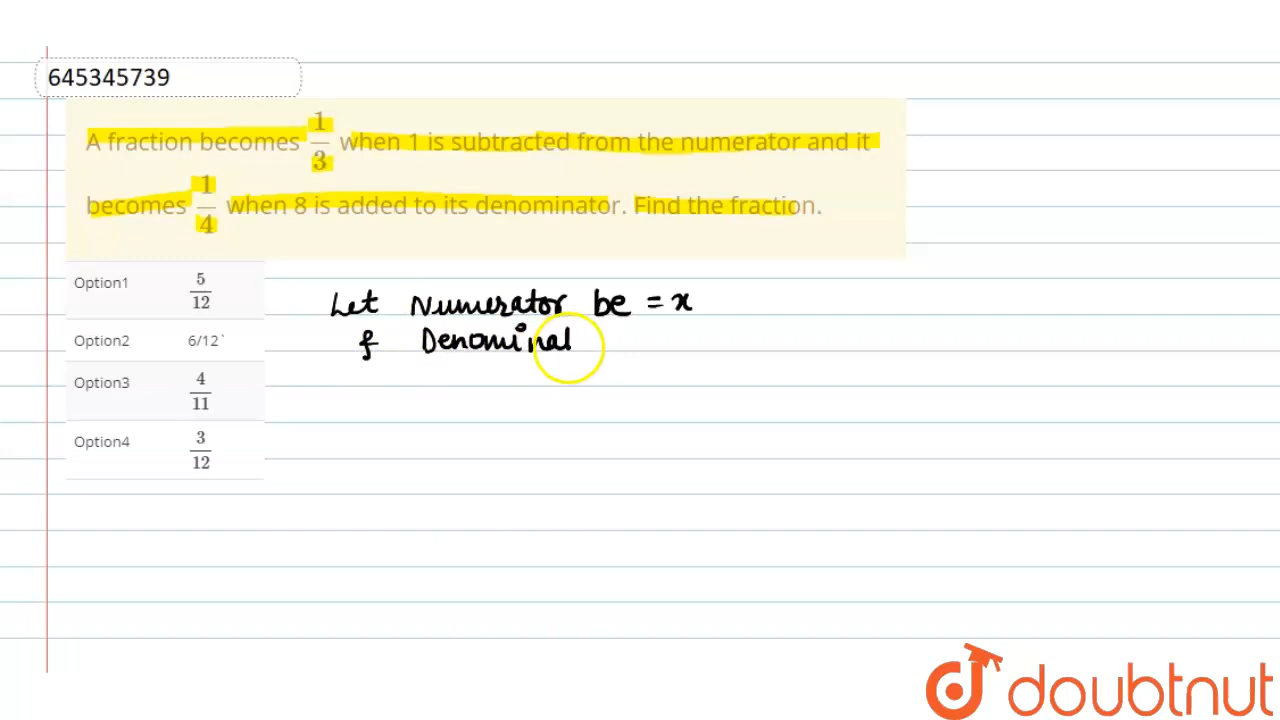 645345739
A fraction becomes 1/3 when 1 is subtracted from the numerator and it
becomes 1/4 when 8 is added to its denominator. Find the fraction.
Option1 5/12
Option2 6/12`
Option3 4/11
Option4 3/12
Let Numerator be = x
& Denominal
doubtnut